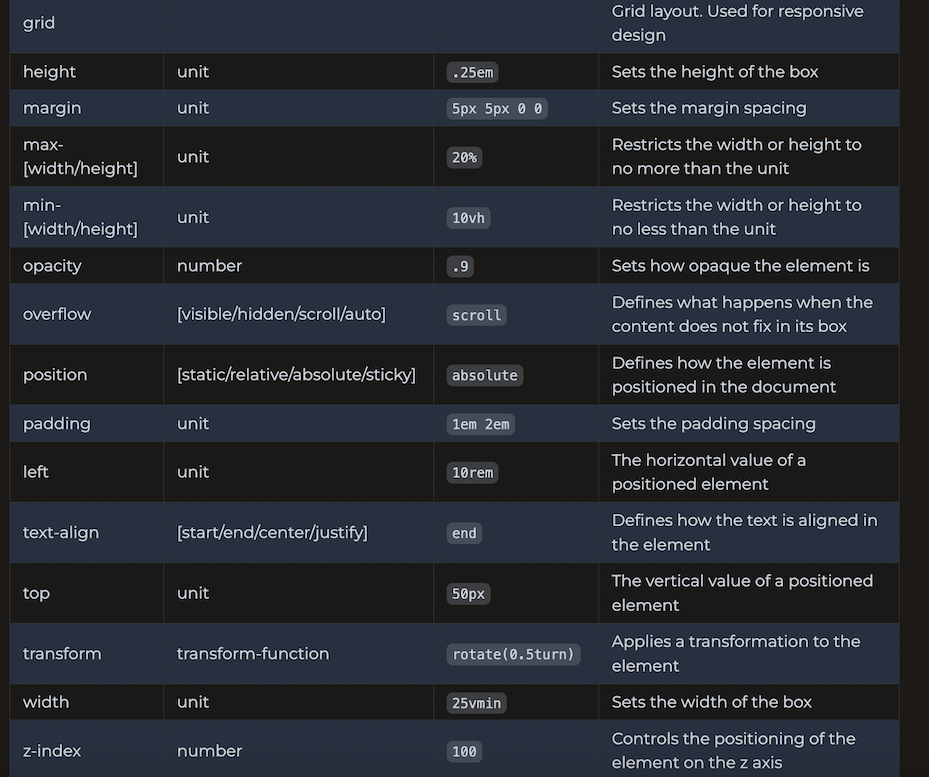 grid
Grid layout. Used for responsive
design
height unit .25em Sets the height of the box
margin unit 5px 5px 0 0 Sets the margin spacing
max-
[width/height]
unit
20%
Restricts the width or height to
no more than the unit
min-
[width/height]
unit
10vh
Restricts the width or height to
no less than the unit
opacity number .9 Sets how opaque the element is
overflow
[visible/hidden/scroll/auto]
scroll
Defines what happens when the
content does not fix in its box
position
[static/relative/absolute/sticky]
absolute
Defines how the element is
positioned in the document
padding unit 1em 2em Sets the padding spacing
left
unit
10rem
The horizontal value of a
positioned element
text-align
[start/end/center/justify]
end
Defines how the text is aligned in
the element
top
unit
50px
The vertical value of a positioned
element
transform
transform-function
rotate(0.5turn)
Applies a transformation to the
element
width unit 25vmin Sets the width of the box
z-index
number
100
Controls the positioning of the
element on the z axis